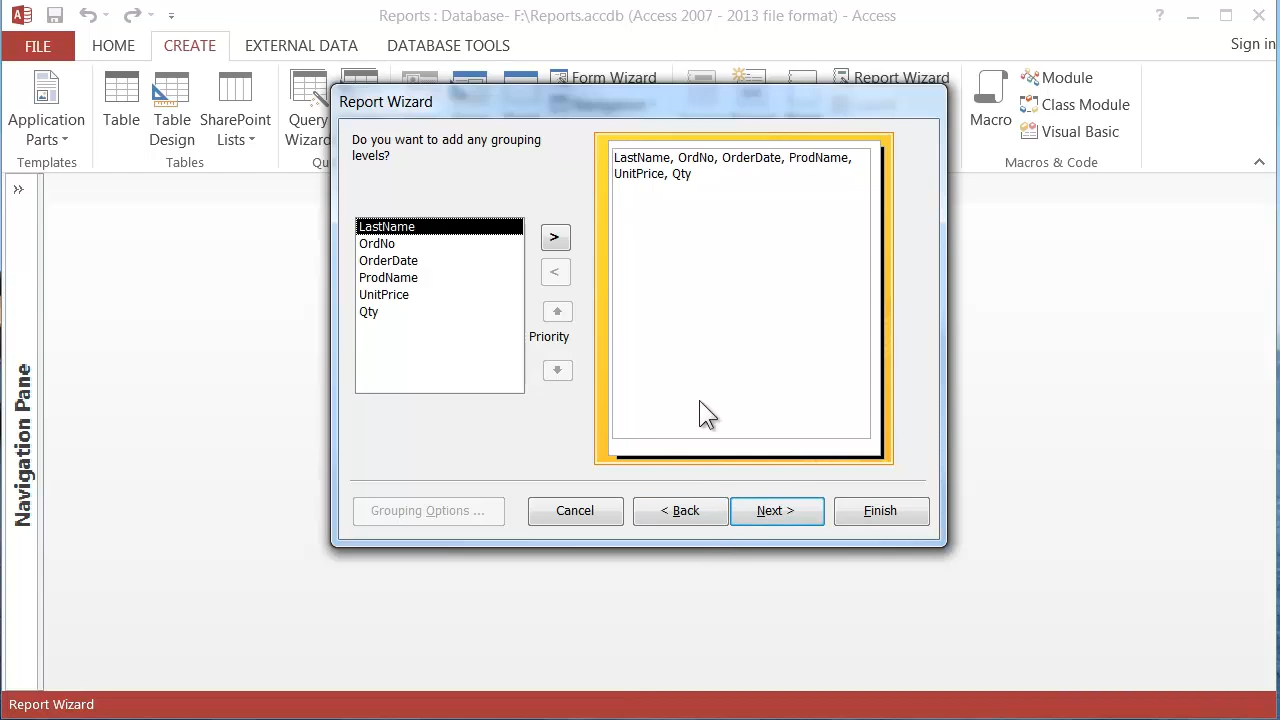 Reports : Database- F:\Reports.accdb (Access 2007 - 2013 file format) - Access
?
FILE
HOME
CREATE
EXTERNAL DATA
DATABASE TOOLS
Sign in
Application
Parts
Templates
Table
Table
Design
SharePoint
Lists
Tables
Query
Wizard
Form Wizard
Navigation
Report Wizard
Macro
Module
Class Module
Visual Basic
Macros & Code
Report Wizard
Do you want to add any grouping
levels?
LastName
OrdNo
OrderDate
ProdName
UnitPrice
Qty
>
<
Priority
LastName, OrdNo, OrderDate, ProdName,
UnitPrice, Qty
Grouping Options ...
Cancel
< Back
Next >
Finish
Navigation Pane
Report Wizard